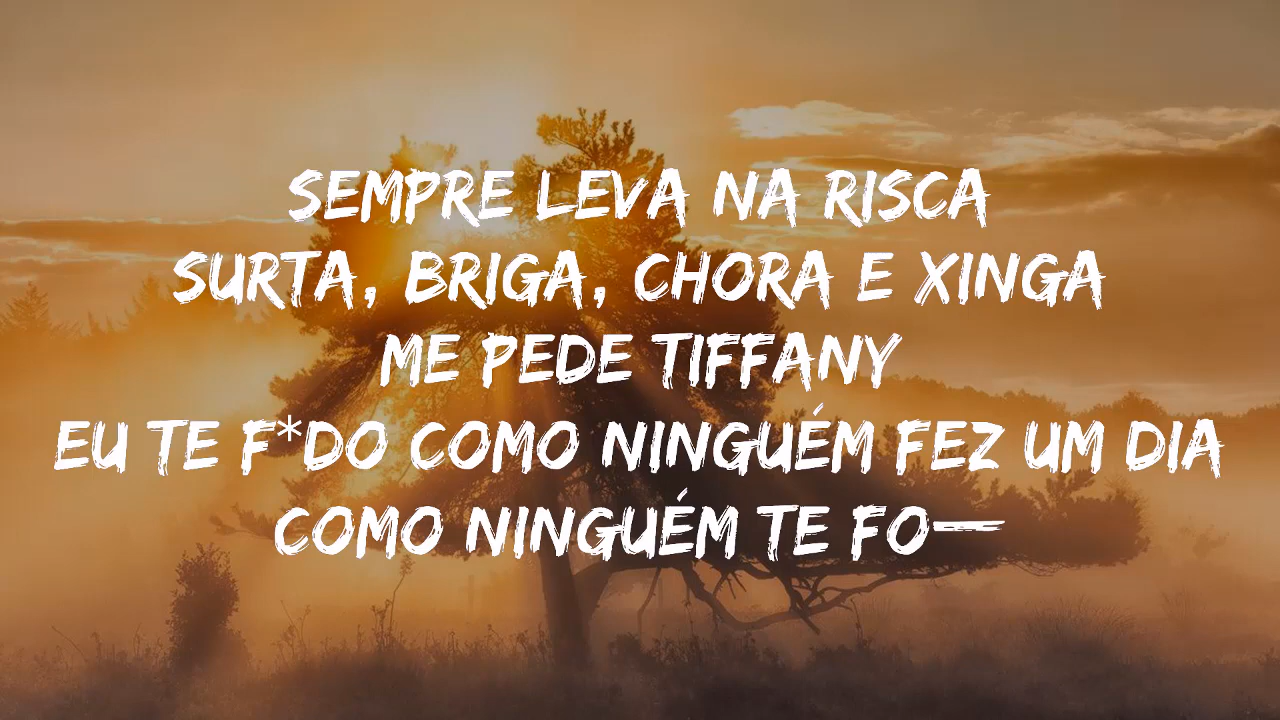 SEMPRE LEVA NA RISCA
SURTA, BRIGA, CHORA E XINGA
ME PEDE TIFFANY
EU TE F*DO COMO NINGUÉM FEZ UM DIA
COMO NINGUÉM TE FO—